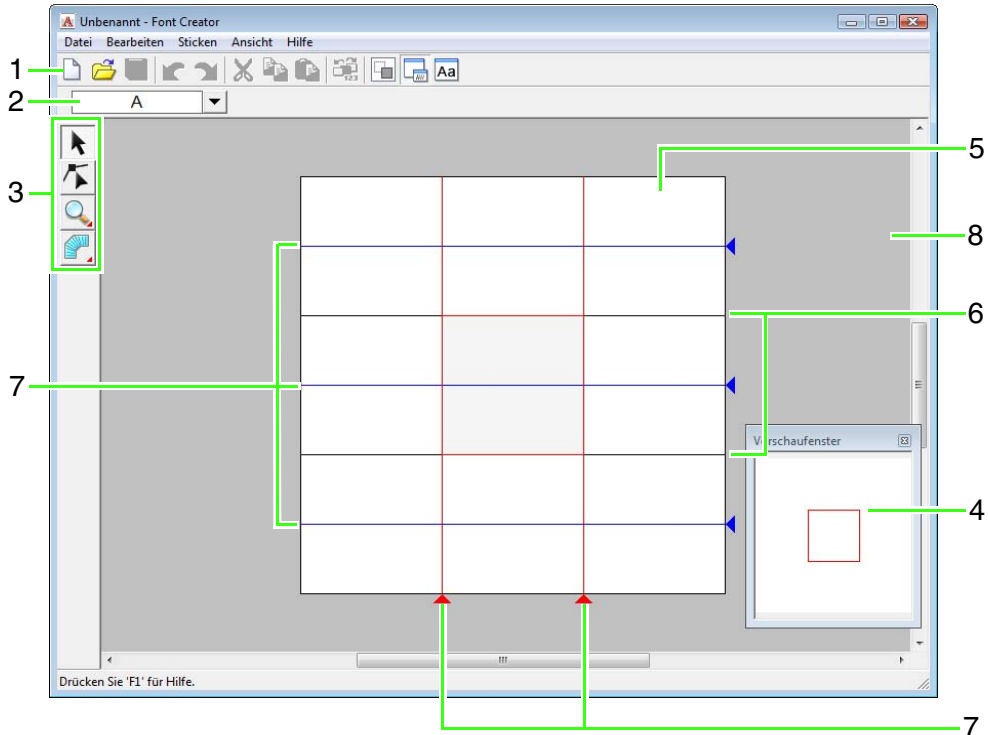 Unbenannt - Font Creator
Datei Bearbeiten Sticken Ansicht Hilfe
1
Aa
2
A
3
5
8
6
7
Vorschaufenster
4
Drücken Sie 'F1' für Hilfe.
7